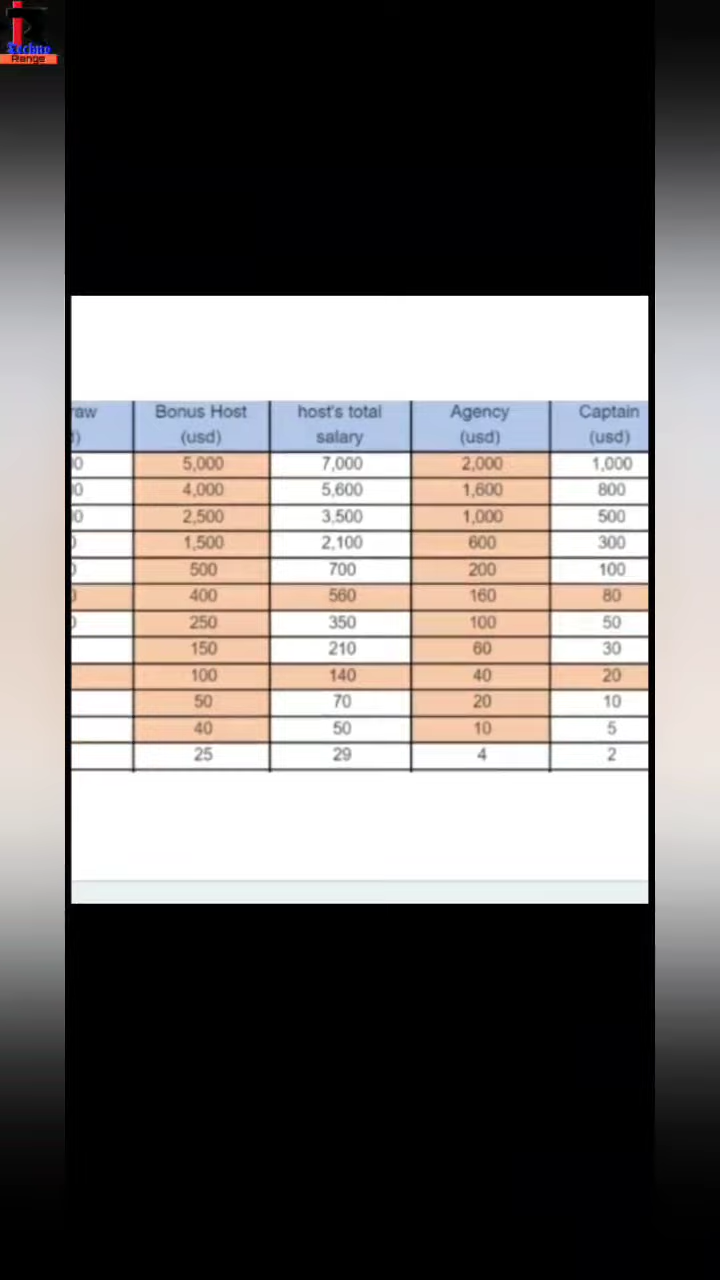 Techno
Range
raw Bonus Host host's total Agency Captain
(usd) salary (usd) (usd)
5,000 7,000 2,000 1,000
4,000 5,600 1,600 800
2,500 3,500 1,000 500
1,500 2,100 600 300
500 700 200 100
400 560 160 80
250 350 100 50
150 210 60 30
100 140 40 20
50 70 20 10
40 50 10 5
25 29 4 2